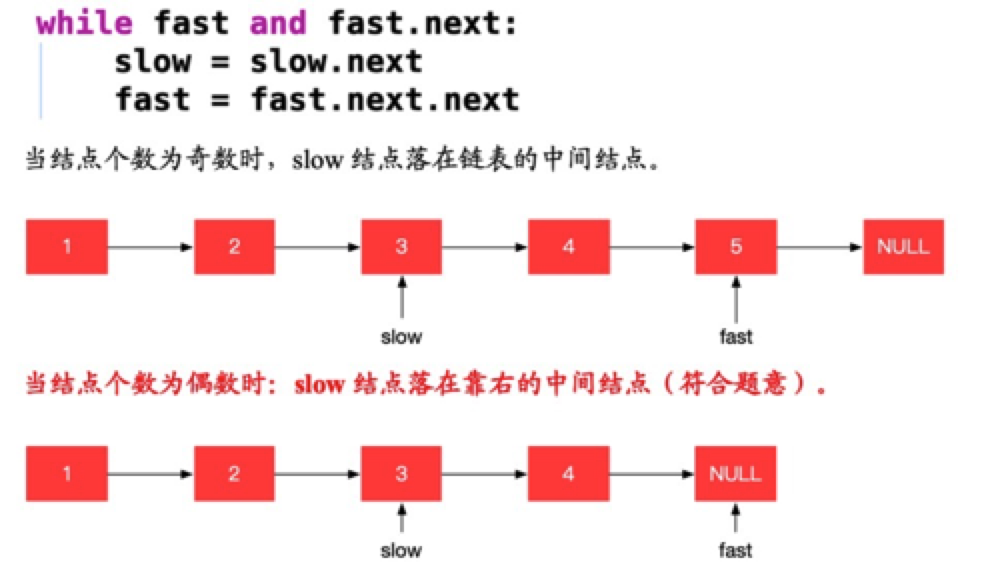 while fast and fast.next:
slow = slow.next
fast = fast.next.next
当结点个数为奇数时，slow 结点落在链表的中间结点。
1 2 3 4 5 NULL
slow fast
当结点个数为偶数时：slow 结点落在靠右的中间结点（符合题意）。
1 2 3 4 NULL
slow fast